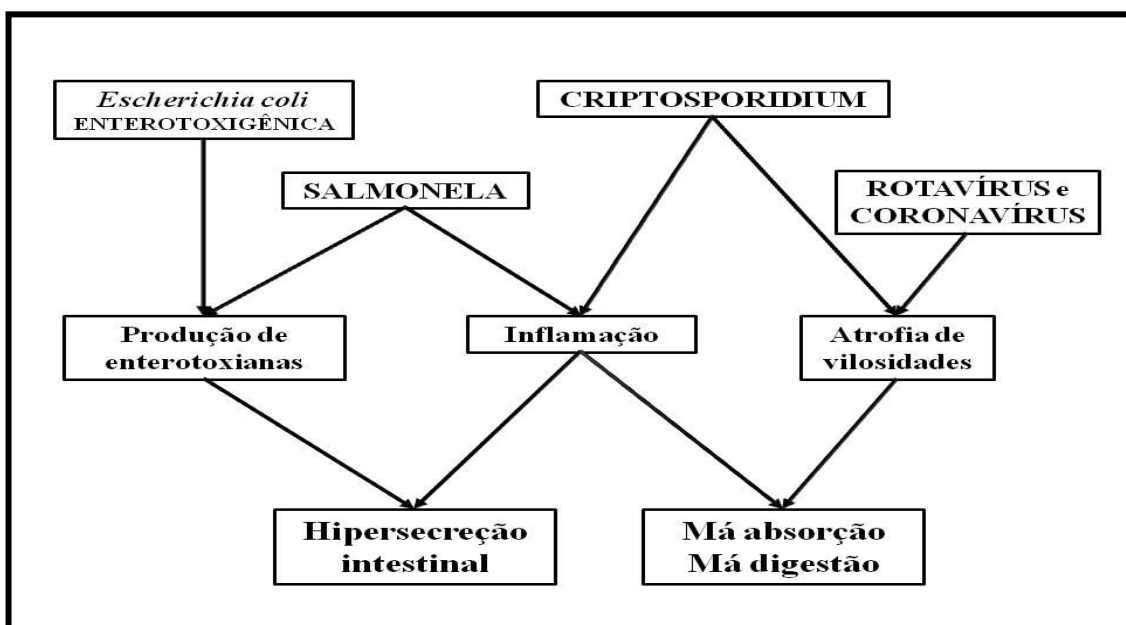 Escherichia coli
ENTEROTOXIGÊNICA
CRIPTOSPORIDIUM
SALMONELA
ROTAVÍRUS e
CORONAVÍRUS
Produção de
enterotoxianas
Inflamação
Atrofia de
vilosidades
Hipersecreção
intestinal
Má absorção
Má digestão